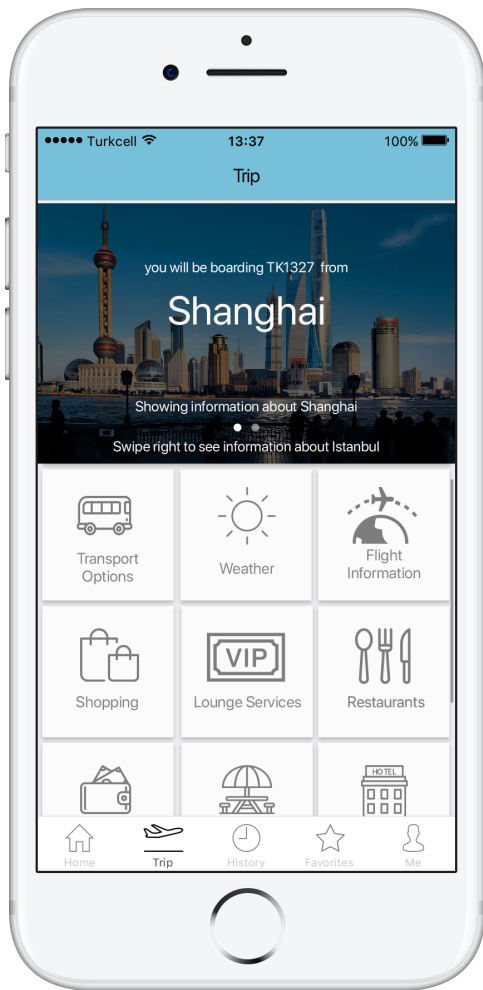 Turkcell
13:37
100%
Trip
you will be boarding TK1327 from
Shanghai
Showing information about Shanghai
Swipe right to see information about Istanbul
Transport
Options
Weather
Flight
Information
Shopping
VIP
Lounge Services
Restaurants
HOTEL
Home
Trip
History
Favorites
Me